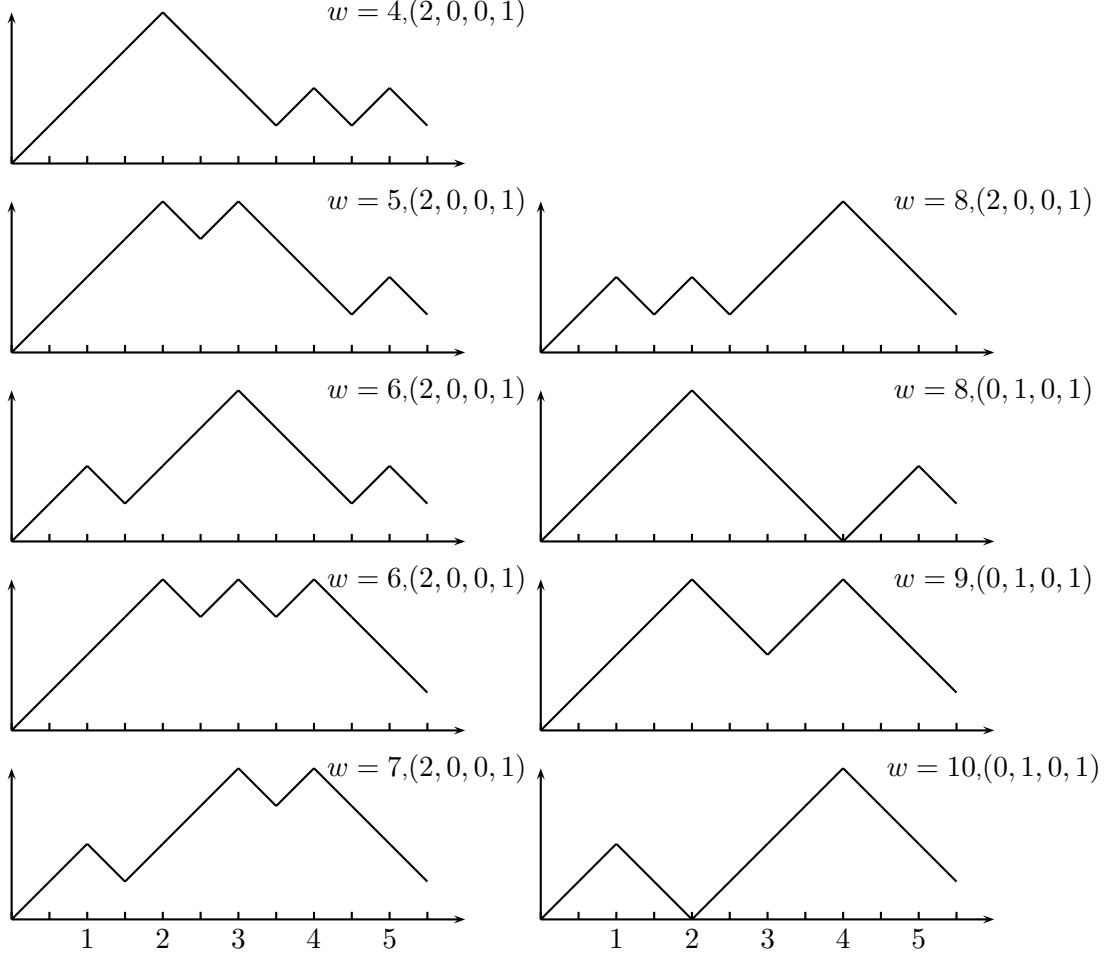 w = 4,(2, 0, 0, 1)
w = 5,(2, 0, 0, 1)
w = 8,(2, 0, 0, 1)
w = 6,(2, 0, 0, 1)
w = 8,(0, 1, 0, 1)
w = 6,(2, 0, 0, 1)
w = 9,(0, 1, 0, 1)
w = 7,(2, 0, 0, 1)
w = 10,(0, 1, 0, 1)
1 2 3 4 5
1 2 3 4 5